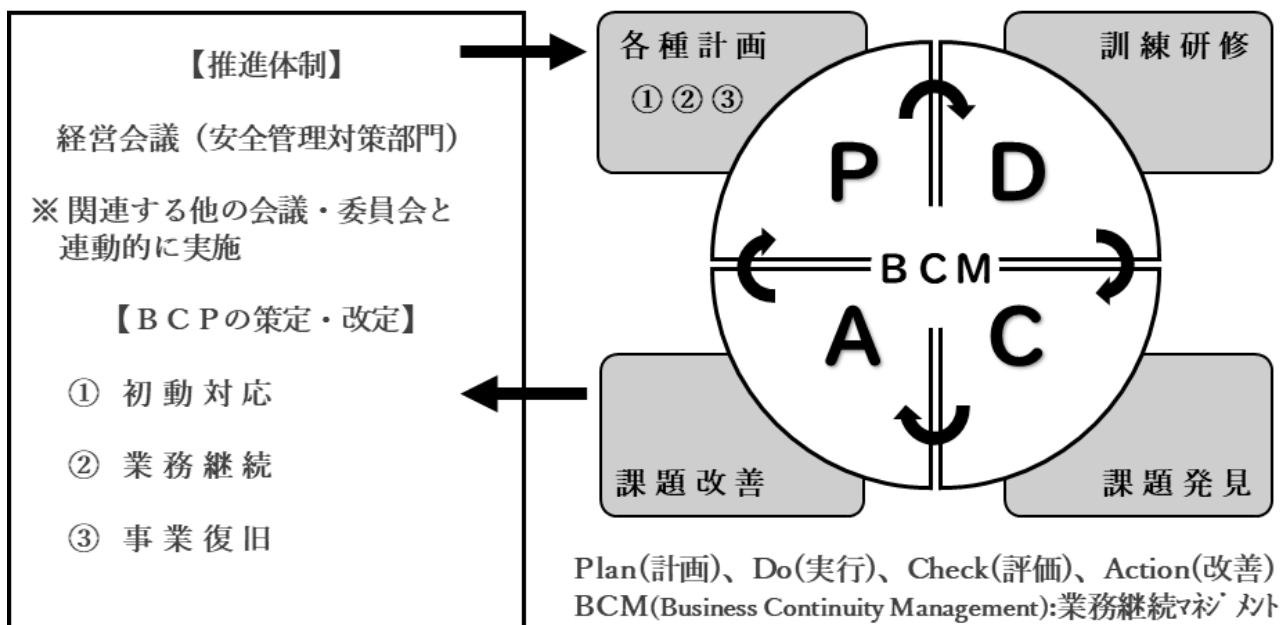 【推進体制】
経営会議（安全管理対策部門）
※ 関連する他の会議・委員会と
連動的に実施
【ＢＣＰの策定・改定】
① 初動対応
② 業務継続
③ 事業復旧
各種計画
①②③
訓練研修
P
D
BCM
A
C
課題改善
課題発見
Plan(計画)、Do(実行)、Check(評価)、Action(改善)
BCM(Business Continuity Management):業務継続ﾏﾈｼﾞﾒﾝﾄ